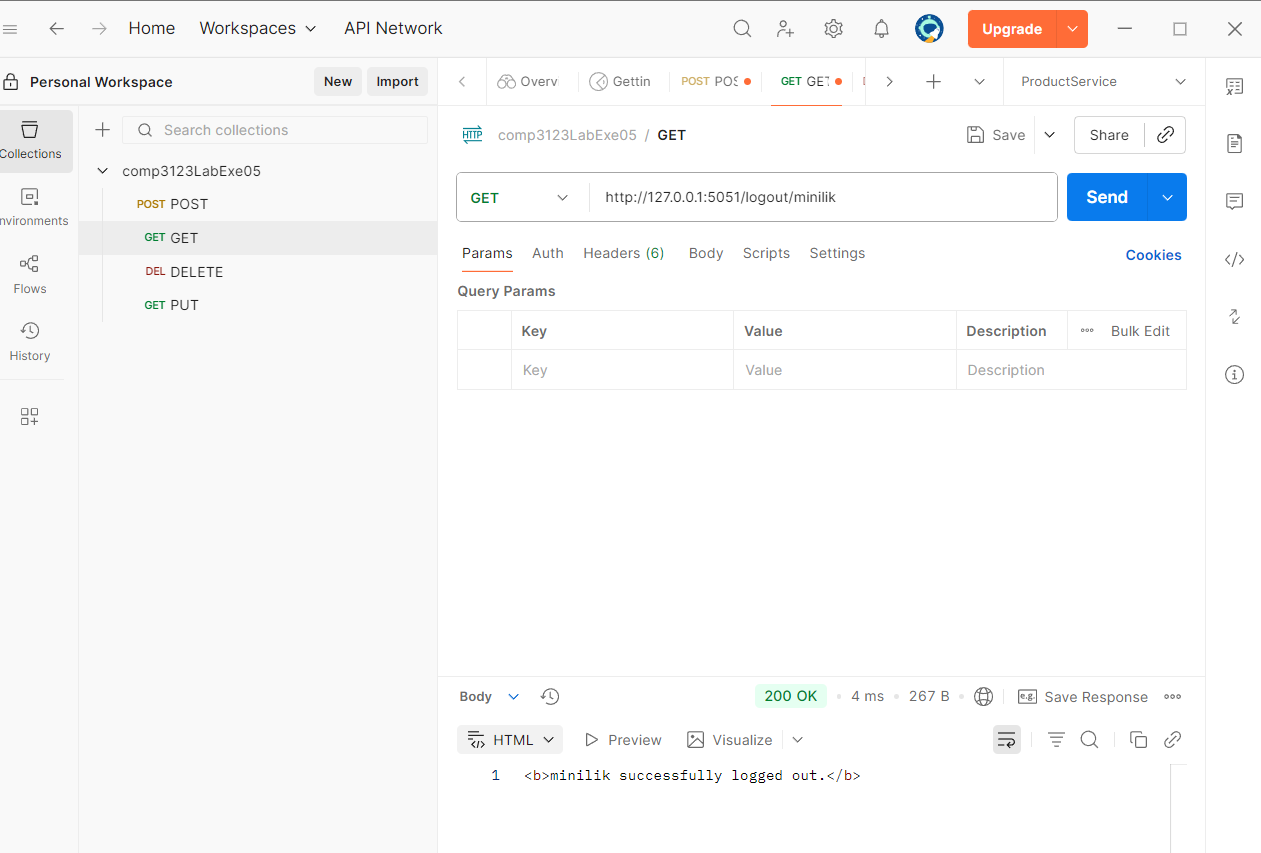 Home Workspaces API Network Upgrade
Personal Workspace New Import
Overv Gettin POST POS GET GET ProductService
Collections
nvironments
Flows
History
Search collections
comp3123LabExe05
POST POST
GET GET
DEL DELETE
GET PUT
HTTP comp3123LabExe05 / GET Save Share
GET http://127.0.0.1:5051/logout/minilik Send
Params Auth Headers (6) Body Scripts Settings Cookies
Query Params
Key Value Description Bulk Edit
Key Value Description
Body 200 OK 4 ms 267 B e.g. Save Response
HTML Preview Visualize
1 <b>minilik successfully logged out.</b>